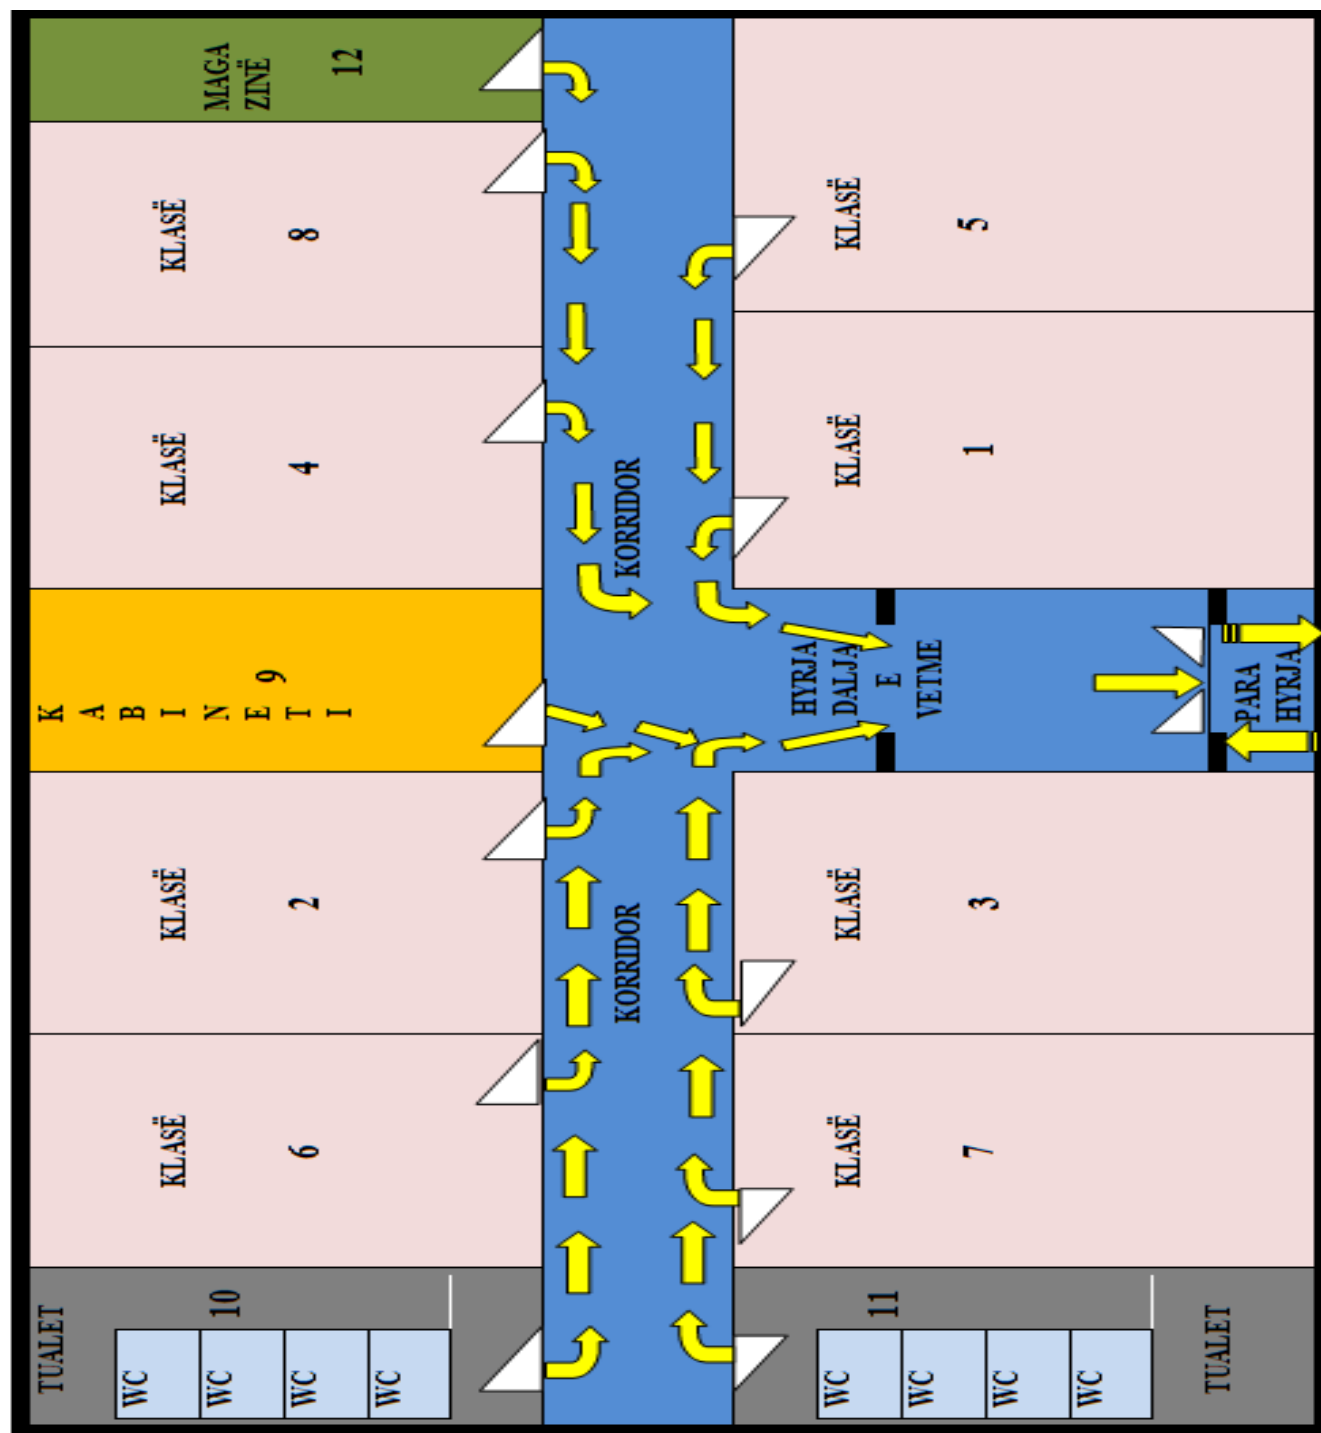 MAGA
ZINË
12
KLASË
8
KLASË
5
KLASË
4
KLASË
1
KORRIDOR
K
A
B
I
N
E
T
I
9
HYRJA
DALJA
E
VETME
PARA
HYRJA
KLASË
2
KLASË
3
KORRIDOR
KLASË
6
KLASË
7
TUALET
10
WC
WC
WC
WC
11
WC
WC
WC
WC
TUALET